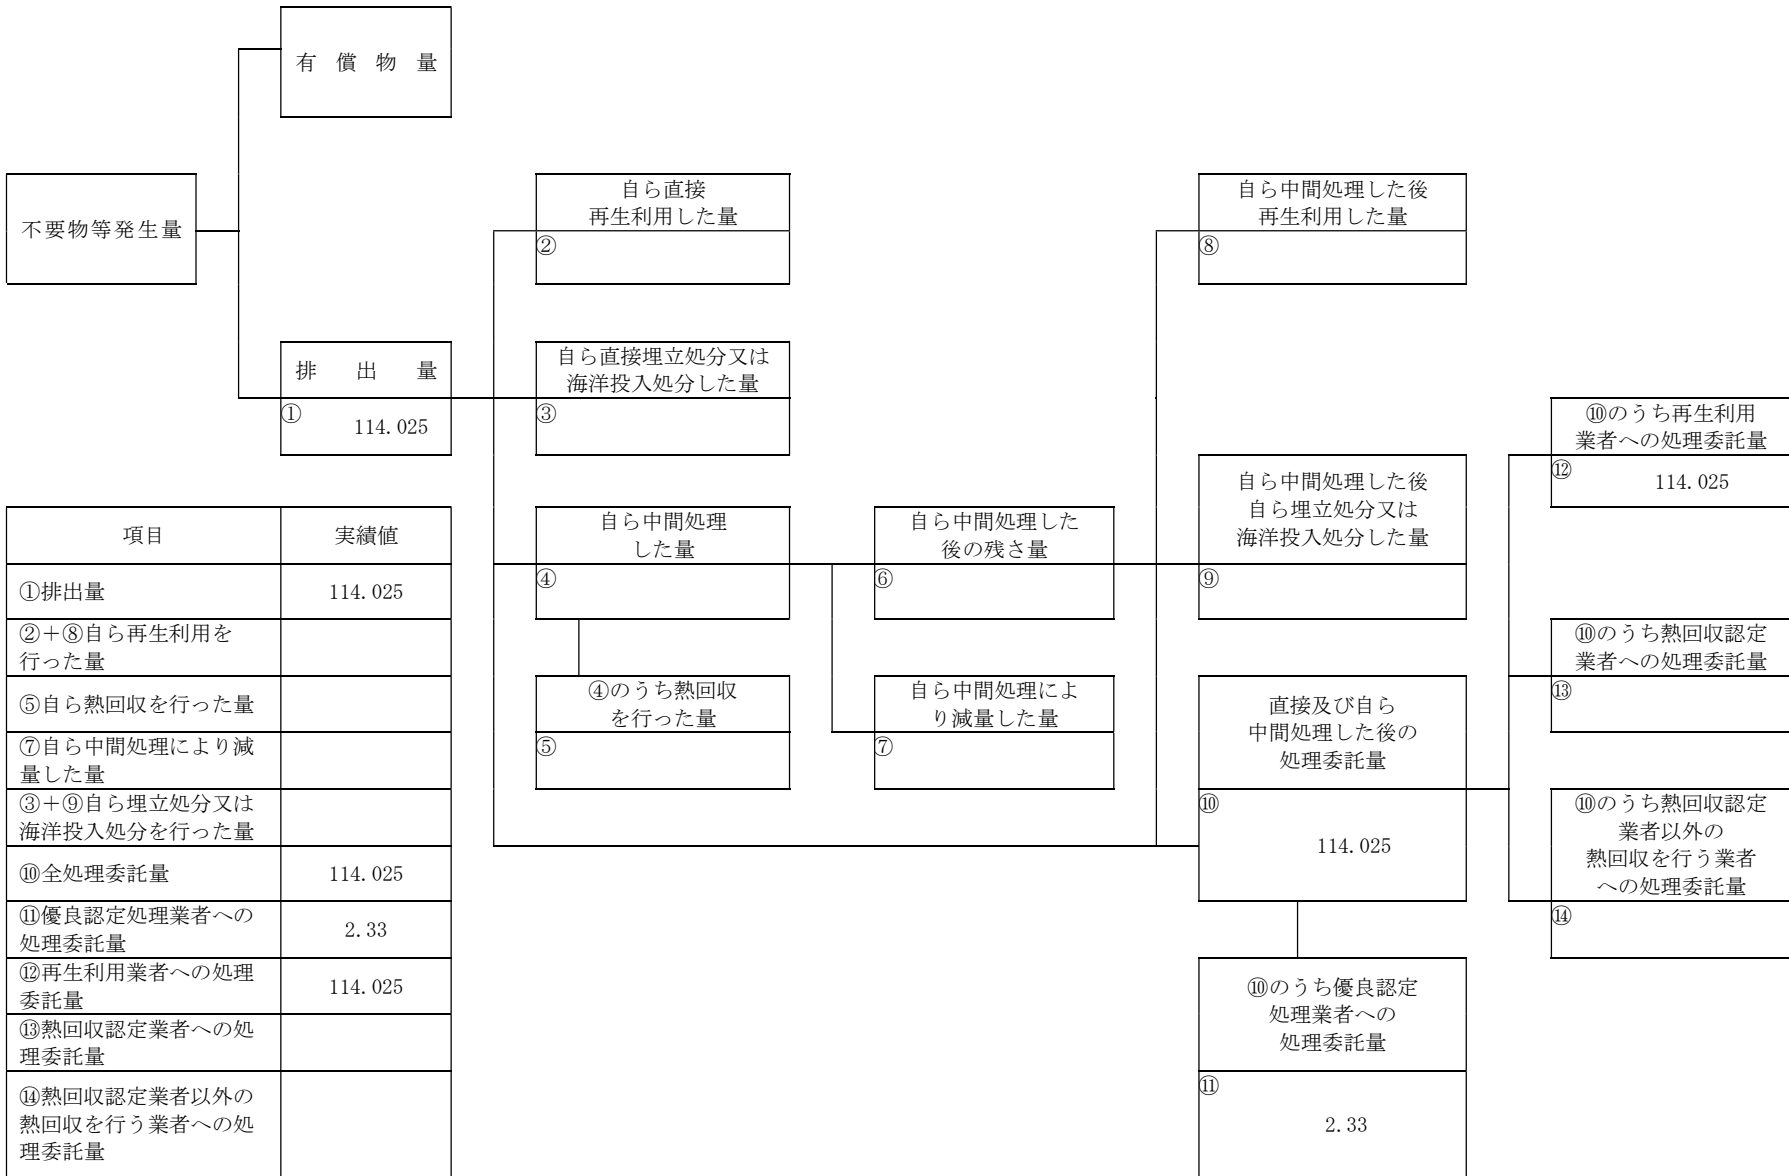 有 償 物 量
不要物等発生量
自ら直接
再生利用した量
②
自ら中間処理した後
再生利用した量
⑧
排 出 量
①
114.025
自ら直接埋立処分又は
海洋投入処分した量
③
⑩のうち再生利用
業者への処理委託量
⑫
114.025
自ら中間処理
した量
④
自ら中間処理した
後の残さ量
⑥
自ら中間処理した後
自ら埋立処分又は
海洋投入処分した量
⑨
⑩のうち熱回収認定
業者への処理委託量
⑬
④のうち熱回収
を行った量
⑤
自ら中間処理によ
り減量した量
⑦
直接及び自ら
中間処理した後の
処理委託量
⑩
114.025
⑩のうち熱回収認定
業者以外の
熱回収を行う業者
への処理委託量
⑭
⑩のうち優良認定
処理業者への
処理委託量
⑪
2.33
項目 実績値
①排出量 114.025
②＋⑧自ら再生利用を
行った量
⑤自ら熱回収を行った量
⑦自ら中間処理により減
量した量
③＋⑨自ら埋立処分又は
海洋投入処分を行った量
⑩全処理委託量 114.025
⑪優良認定処理業者への
処理委託量 2.33
⑫再生利用業者への処理
委託量 114.025
⑬熱回収認定業者への処
理委託量
⑭熱回収認定業者以外の
熱回収を行う業者への処
理委託量